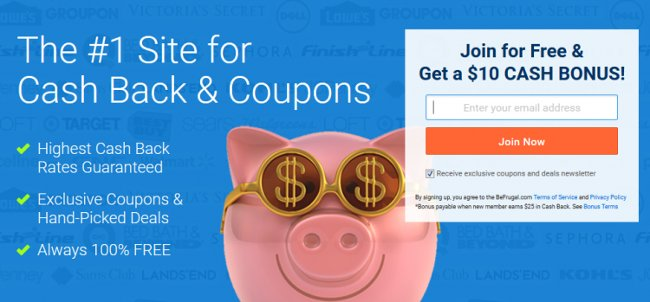 LOWE'S GROUPON VICTORIA'S SECRET DELL
The #1 Site for
Cash Back & Coupons
SEPHORA Finish Line
LOFT TARGET BEST
Highest Cash Back
Rates Guaranteed
Exclusive Coupons &
Hand-Picked Deals
Always 100% FREE
Join for Free &
Get a $10 CASH BONUS!
Enter your email address
Join Now
Receive exclusive coupons and deals newsletter
By signing up, you agree to the BeFrugal.com Terms of Service and Privacy Policy
*Bonus payable when new member earns $25 in Cash Back. See Bonus Terms
$ $
BED BATH &
BEYOND
SEPHORA
Sam's Club LANDS'END
KOHL'S